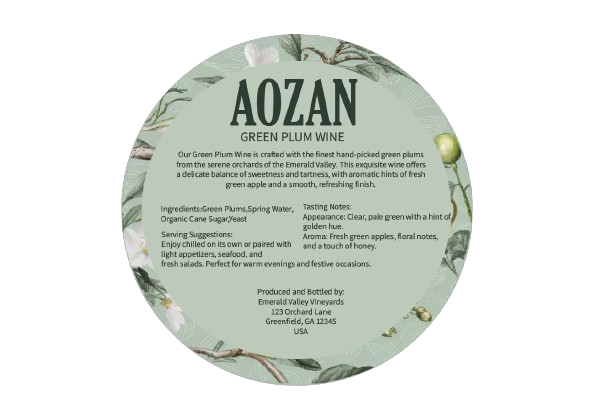 AOZAN
GREEN PLUM WINE
Our Green Plum Wine is crafted with the finest hand-picked green plums
from the serene orchards of the Emerald Valley. This exquisite wine offers
a delicate balance of sweetness and tartness, with aromatic hints of fresh
green apple and a smooth, refreshing finish.
Ingredients:Green Plums,Spring Water,
Organic Cane Sugar,Yeast
Serving Suggestions:
Enjoy chilled on its own or paired with
light appetizers, seafood, and
fresh salads. Perfect for warm evenings and festive occasions.
Tasting Notes:
Appearance: Clear, pale green with a hint of
golden hue.
Aroma: Fresh green apples, floral notes,
and a touch of honey.
Produced and Bottled by:
Emerald Valley Vineyards
123 Orchard Lane
Greenfield, GA 12345
USA